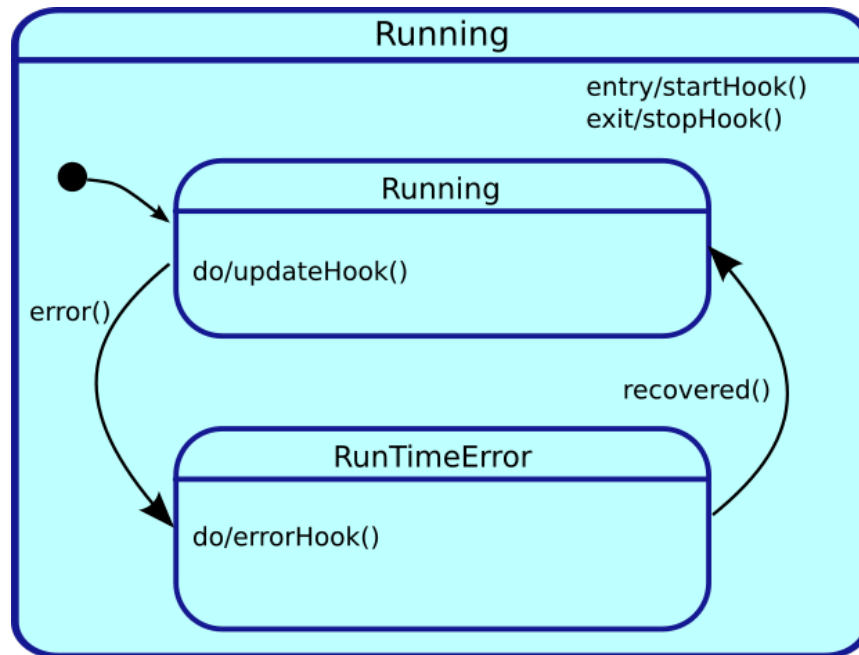 Running
entry/startHook()
exit/stopHook()
Running
do/updateHook()
error()
recovered()
RunTimeError
do/errorHook()